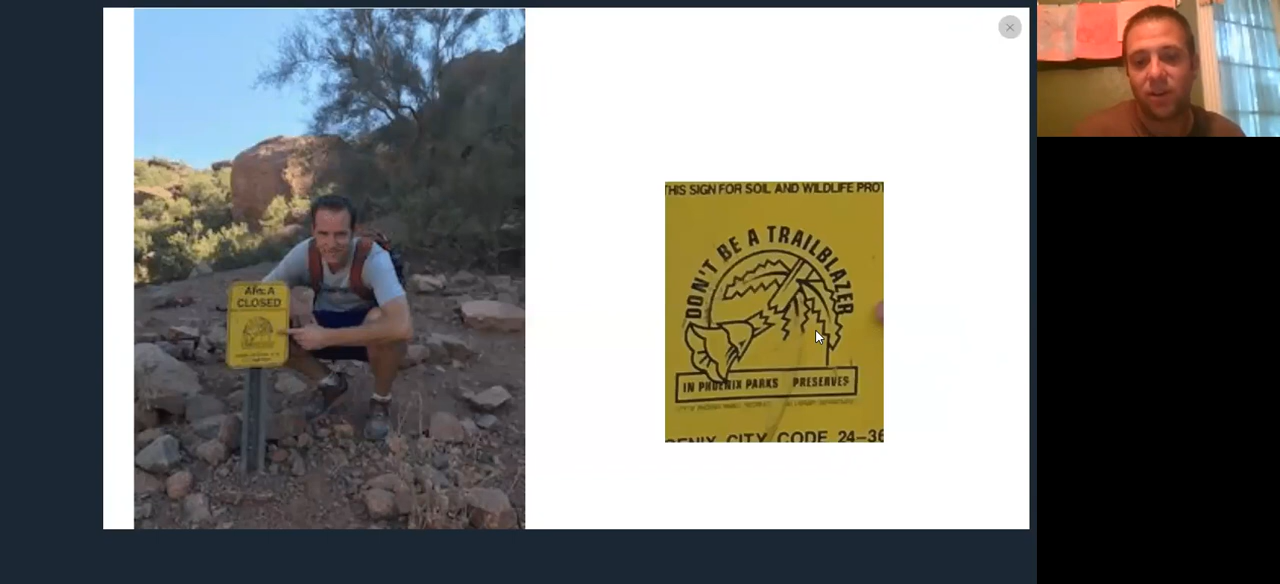 AREA
CLOSED
THIS SIGN FOR SOIL AND WILDLIFE PROT
DON'T BE A TRAILBLAZER
IN PHOENIX PARKS PRESERVES
OENIX CITY CODE 24-36